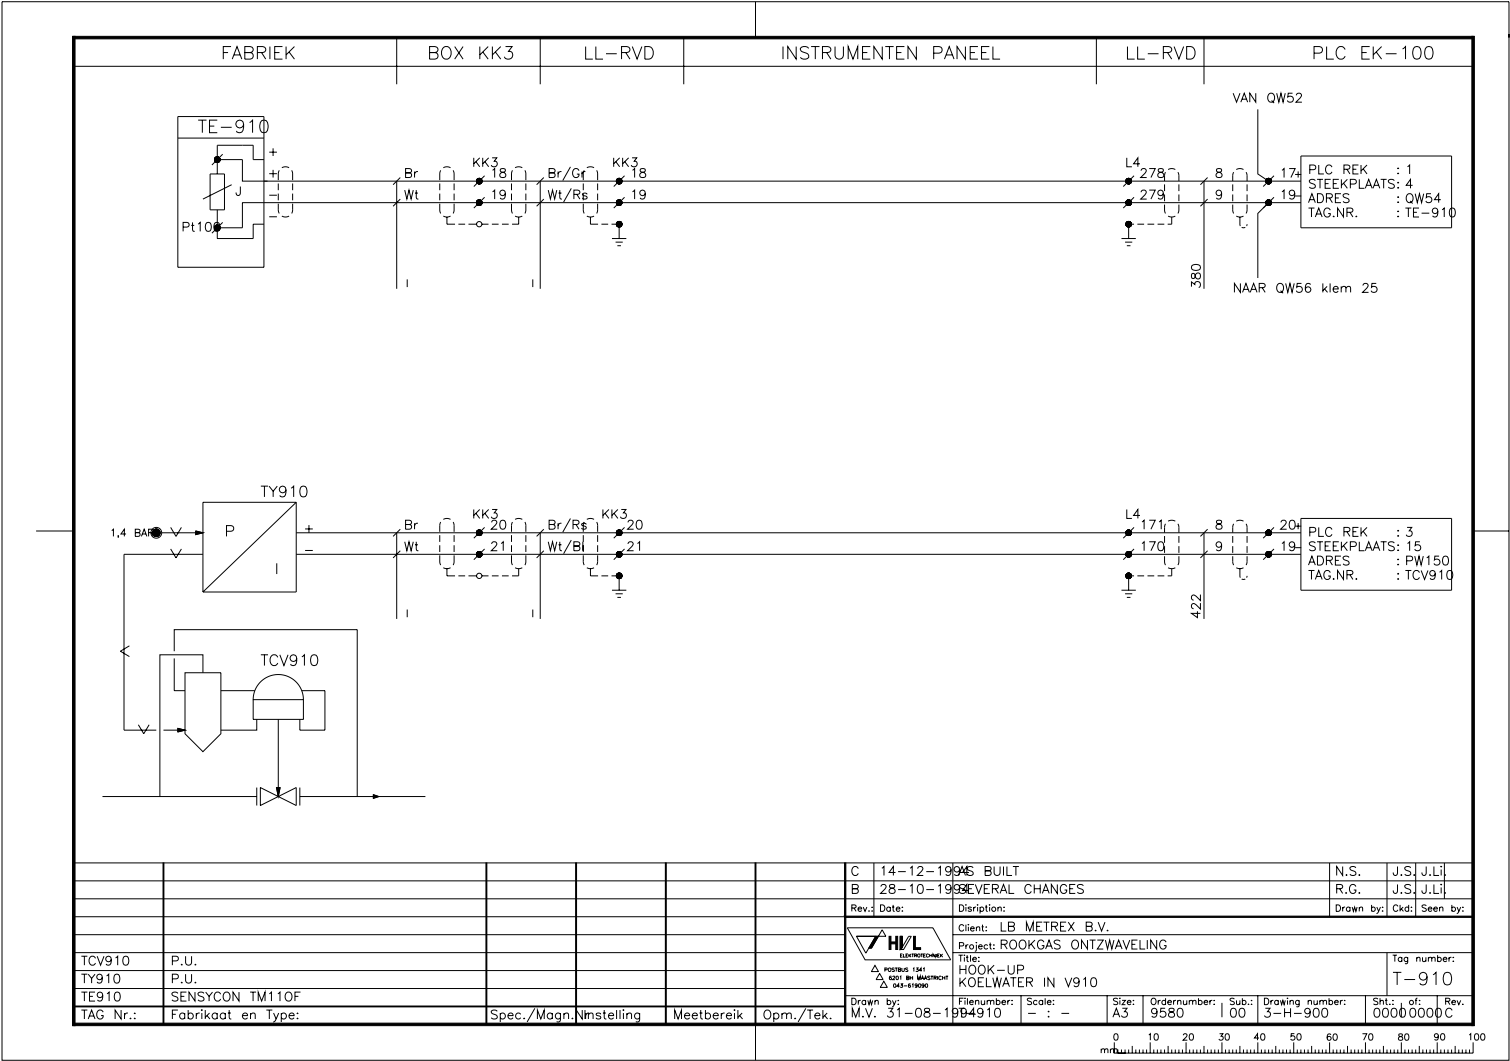 FABRIEK BOX KK3 LL-RVD INSTRUMENTEN PANEEL LL-RVD PLC EK-100
VAN QW52
TE-910
+
+
-
-
J
Pt100
Br KK3 18 Br/Gr KK3 18 L4 278 8 17+
Wt 19 Wt/Rs 19 279 9 19-
PLC REK : 1
STEEKPLAATS: 4
ADRES : QW54
TAG.NR. : TE-910
380
NAAR QW56 klem 25
TY910
1,4 BAR P I
+
-
Br KK3 20 Br/Rs KK3 20 L4 171 8 20+
Wt 21 Wt/Bl 21 170 9 19-
PLC REK : 3
STEEKPLAATS: 15
ADRES : PW150
TAG.NR. : TCV910
422
TCV910
TCV910 P.U.
TY910 P.U.
TE910 SENSYCON TM110F
TAG Nr.: Fabrikaat en Type: Spec./Magn.Nr. Instelling Meetbereik Opm./Tek.
C 14-12-1994 AS BUILT N.S. J.S. J.Li.
B 28-10-1994 SEVERAL CHANGES R.G. J.S. J.Li.
Rev.: Date: Disription: Drawn by: Ckd: Seen by:
HVL
ELEKTROTECHNIEK
POSTBUS 1341
6201 BH MAASTRICHT
043-619090
Client: LB METREX B.V.
Project: ROOKGAS ONTZWAVELING
Title:
HOOK-UP
KOELWATER IN V910
Tag number:
T-910
Drawn by: Filenumber: Scale: Size: Ordernumber: Sub.: Drawing number: Sht.: of: Rev.
M.V. 31-08-1994 T-910 - : - A3 9580 00 3-H-900 0000 0000 C
mm 0 10 20 30 40 50 60 70 80 90 100